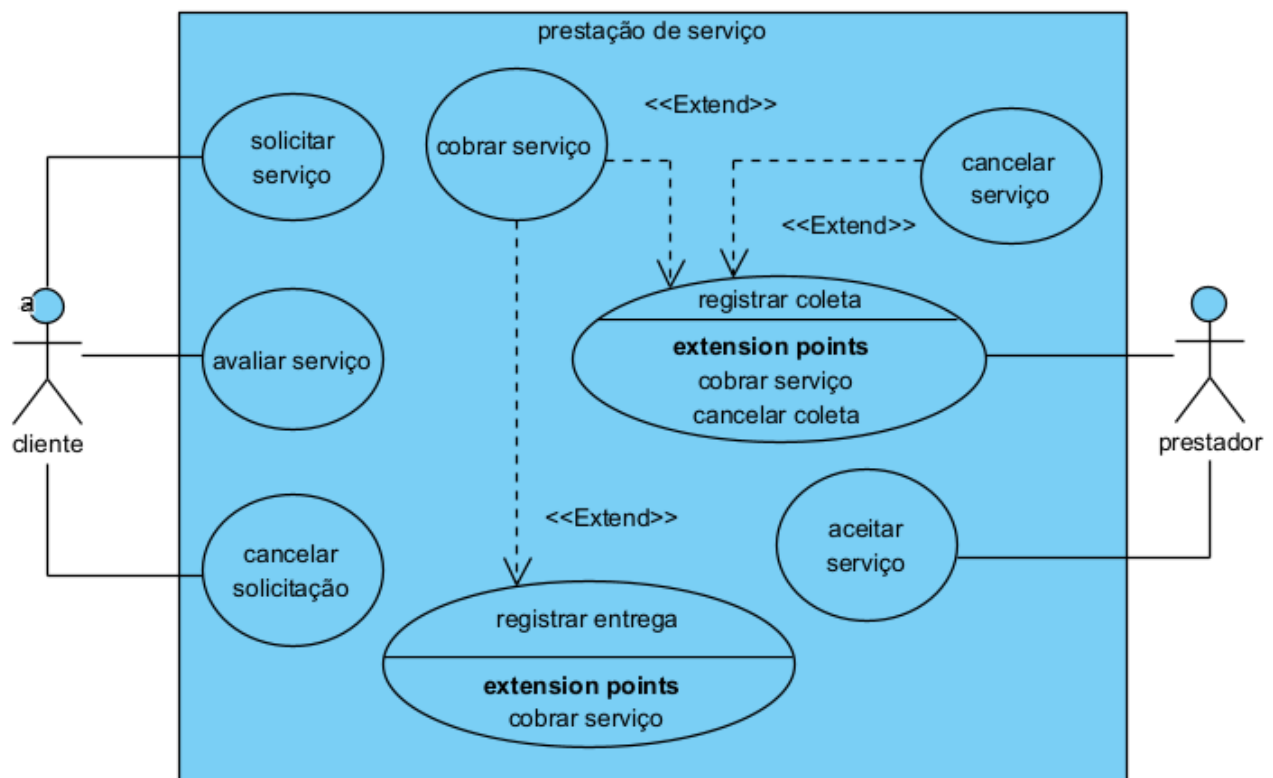 prestação de serviço
<<Extend>>
solicitar
serviço
cobrar serviço
cancelar
serviço
<<Extend>>
a
registrar coleta
extension points
cobrar serviço
cancelar coleta
avaliar serviço
cliente
prestador
<<Extend>>
aceitar
serviço
cancelar
solicitação
registrar entrega
extension points
cobrar serviço